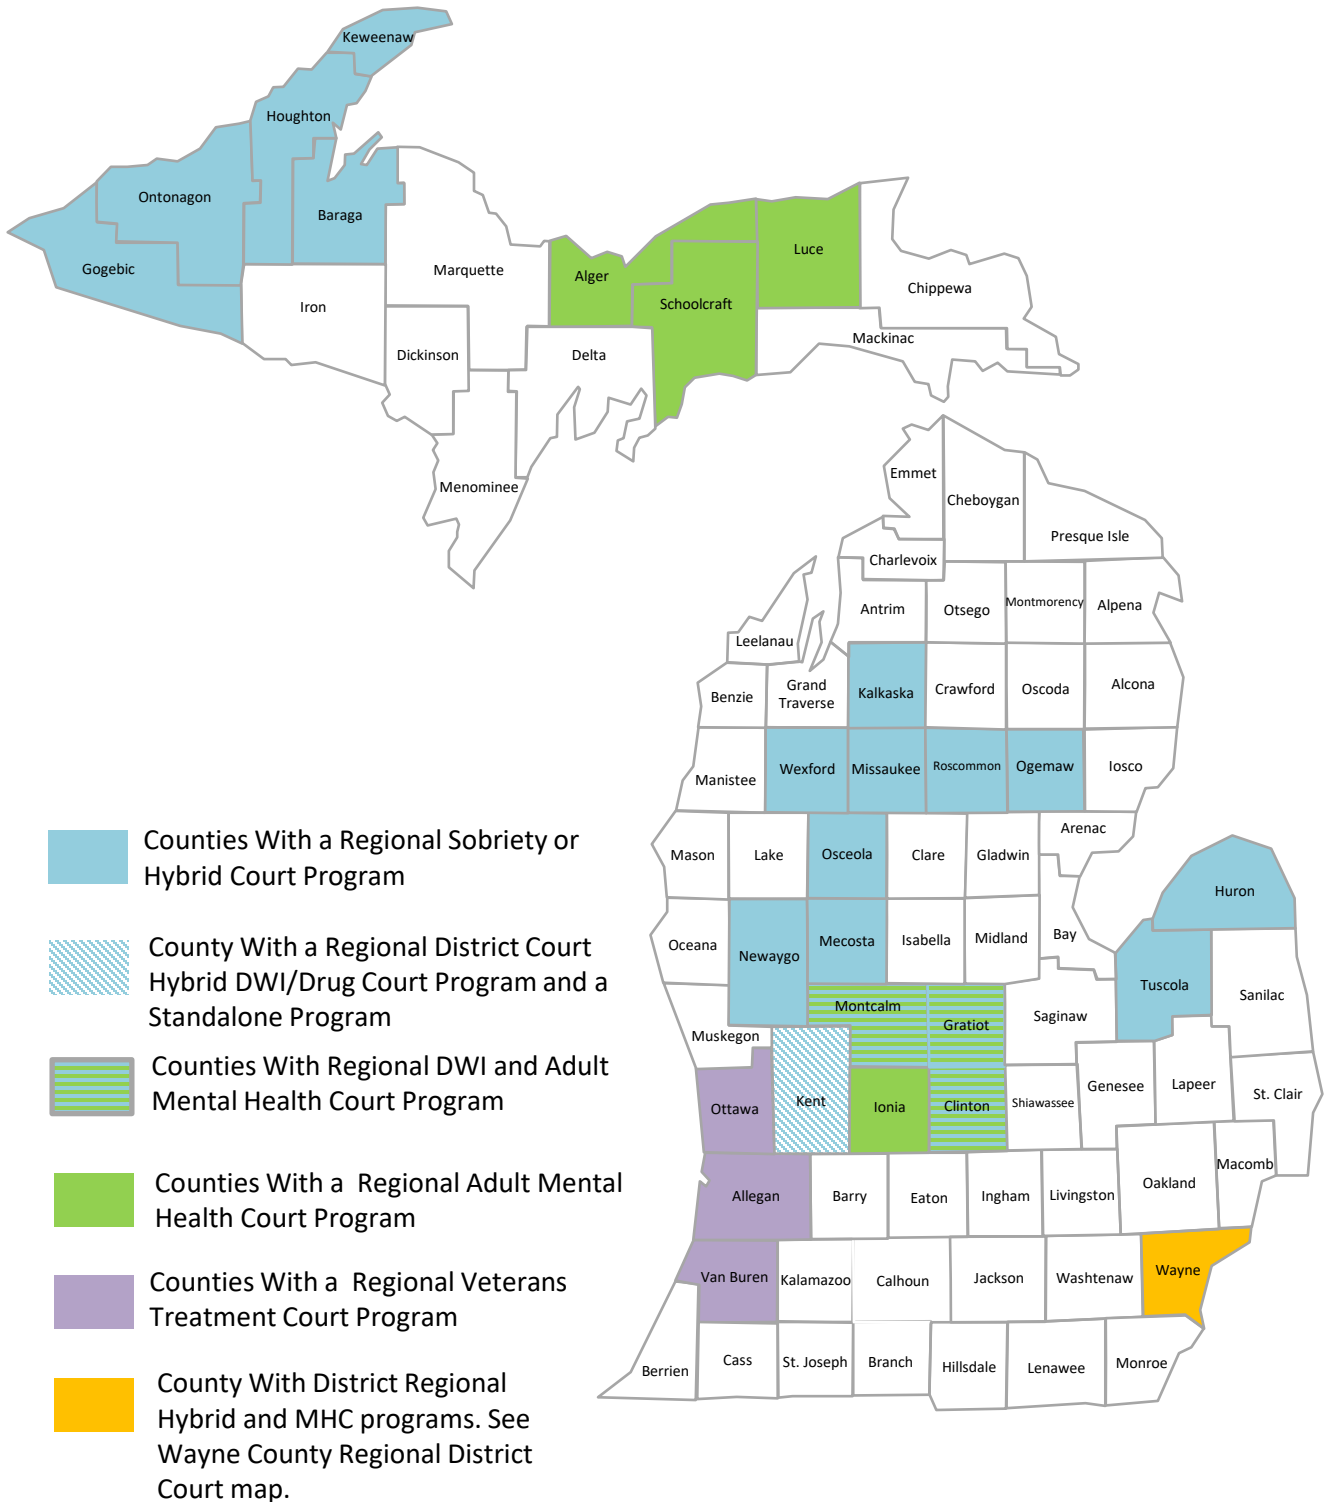 Keweenaw
Houghton
Ontonagon
Baraga
Gogebic
Marquette
Iron
Dickinson
Menominee
Delta
Alger
Schoolcraft
Luce
Chippewa
Mackinac
Emmet
Cheboygan
Presque Isle
Charlevoix
Antrim
Otsego
Montmorency
Alpena
Leelanau
Benzie
Grand
Traverse
Kalkaska
Crawford
Oscoda
Alcona
Manistee
Wexford
Missaukee
Roscommon
Ogemaw
Iosco
Mason
Lake
Osceola
Clare
Gladwin
Arenac
Huron
Oceana
Newaygo
Mecosta
Isabella
Midland
Bay
Tuscola
Sanilac
Muskegon
Montcalm
Gratiot
Saginaw
Ottawa
Kent
Ionia
Clinton
Shiawassee
Genesee
Lapeer
St. Clair
Allegan
Barry
Eaton
Ingham
Livingston
Oakland
Macomb
Van Buren
Kalamazoo
Calhoun
Jackson
Washtenaw
Wayne
Berrien
Cass
St. Joseph
Branch
Hillsdale
Lenawee
Monroe
Counties With a Regional Sobriety or
Hybrid Court Program
County With a Regional District Court
Hybrid DWI/Drug Court Program and a
Standalone Program
Counties With Regional DWI and Adult
Mental Health Court Program
Counties With a  Regional Adult Mental
Health Court Program
Counties With a  Regional Veterans
Treatment Court Program
County With District Regional
Hybrid and MHC programs. See
Wayne County Regional District
Court map.